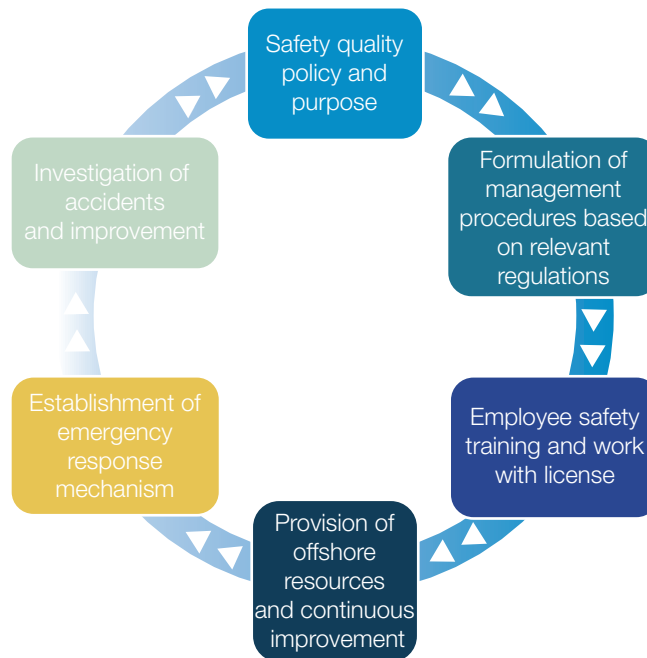 Safety quality
policy and
purpose
Formulation of
management
procedures based
on relevant
regulations
Employee safety
training and work
with license
Provision of
offshore
resources
and continuous
improvement
Establishment of
emergency
response
mechanism
Investigation of
accidents
and improvement